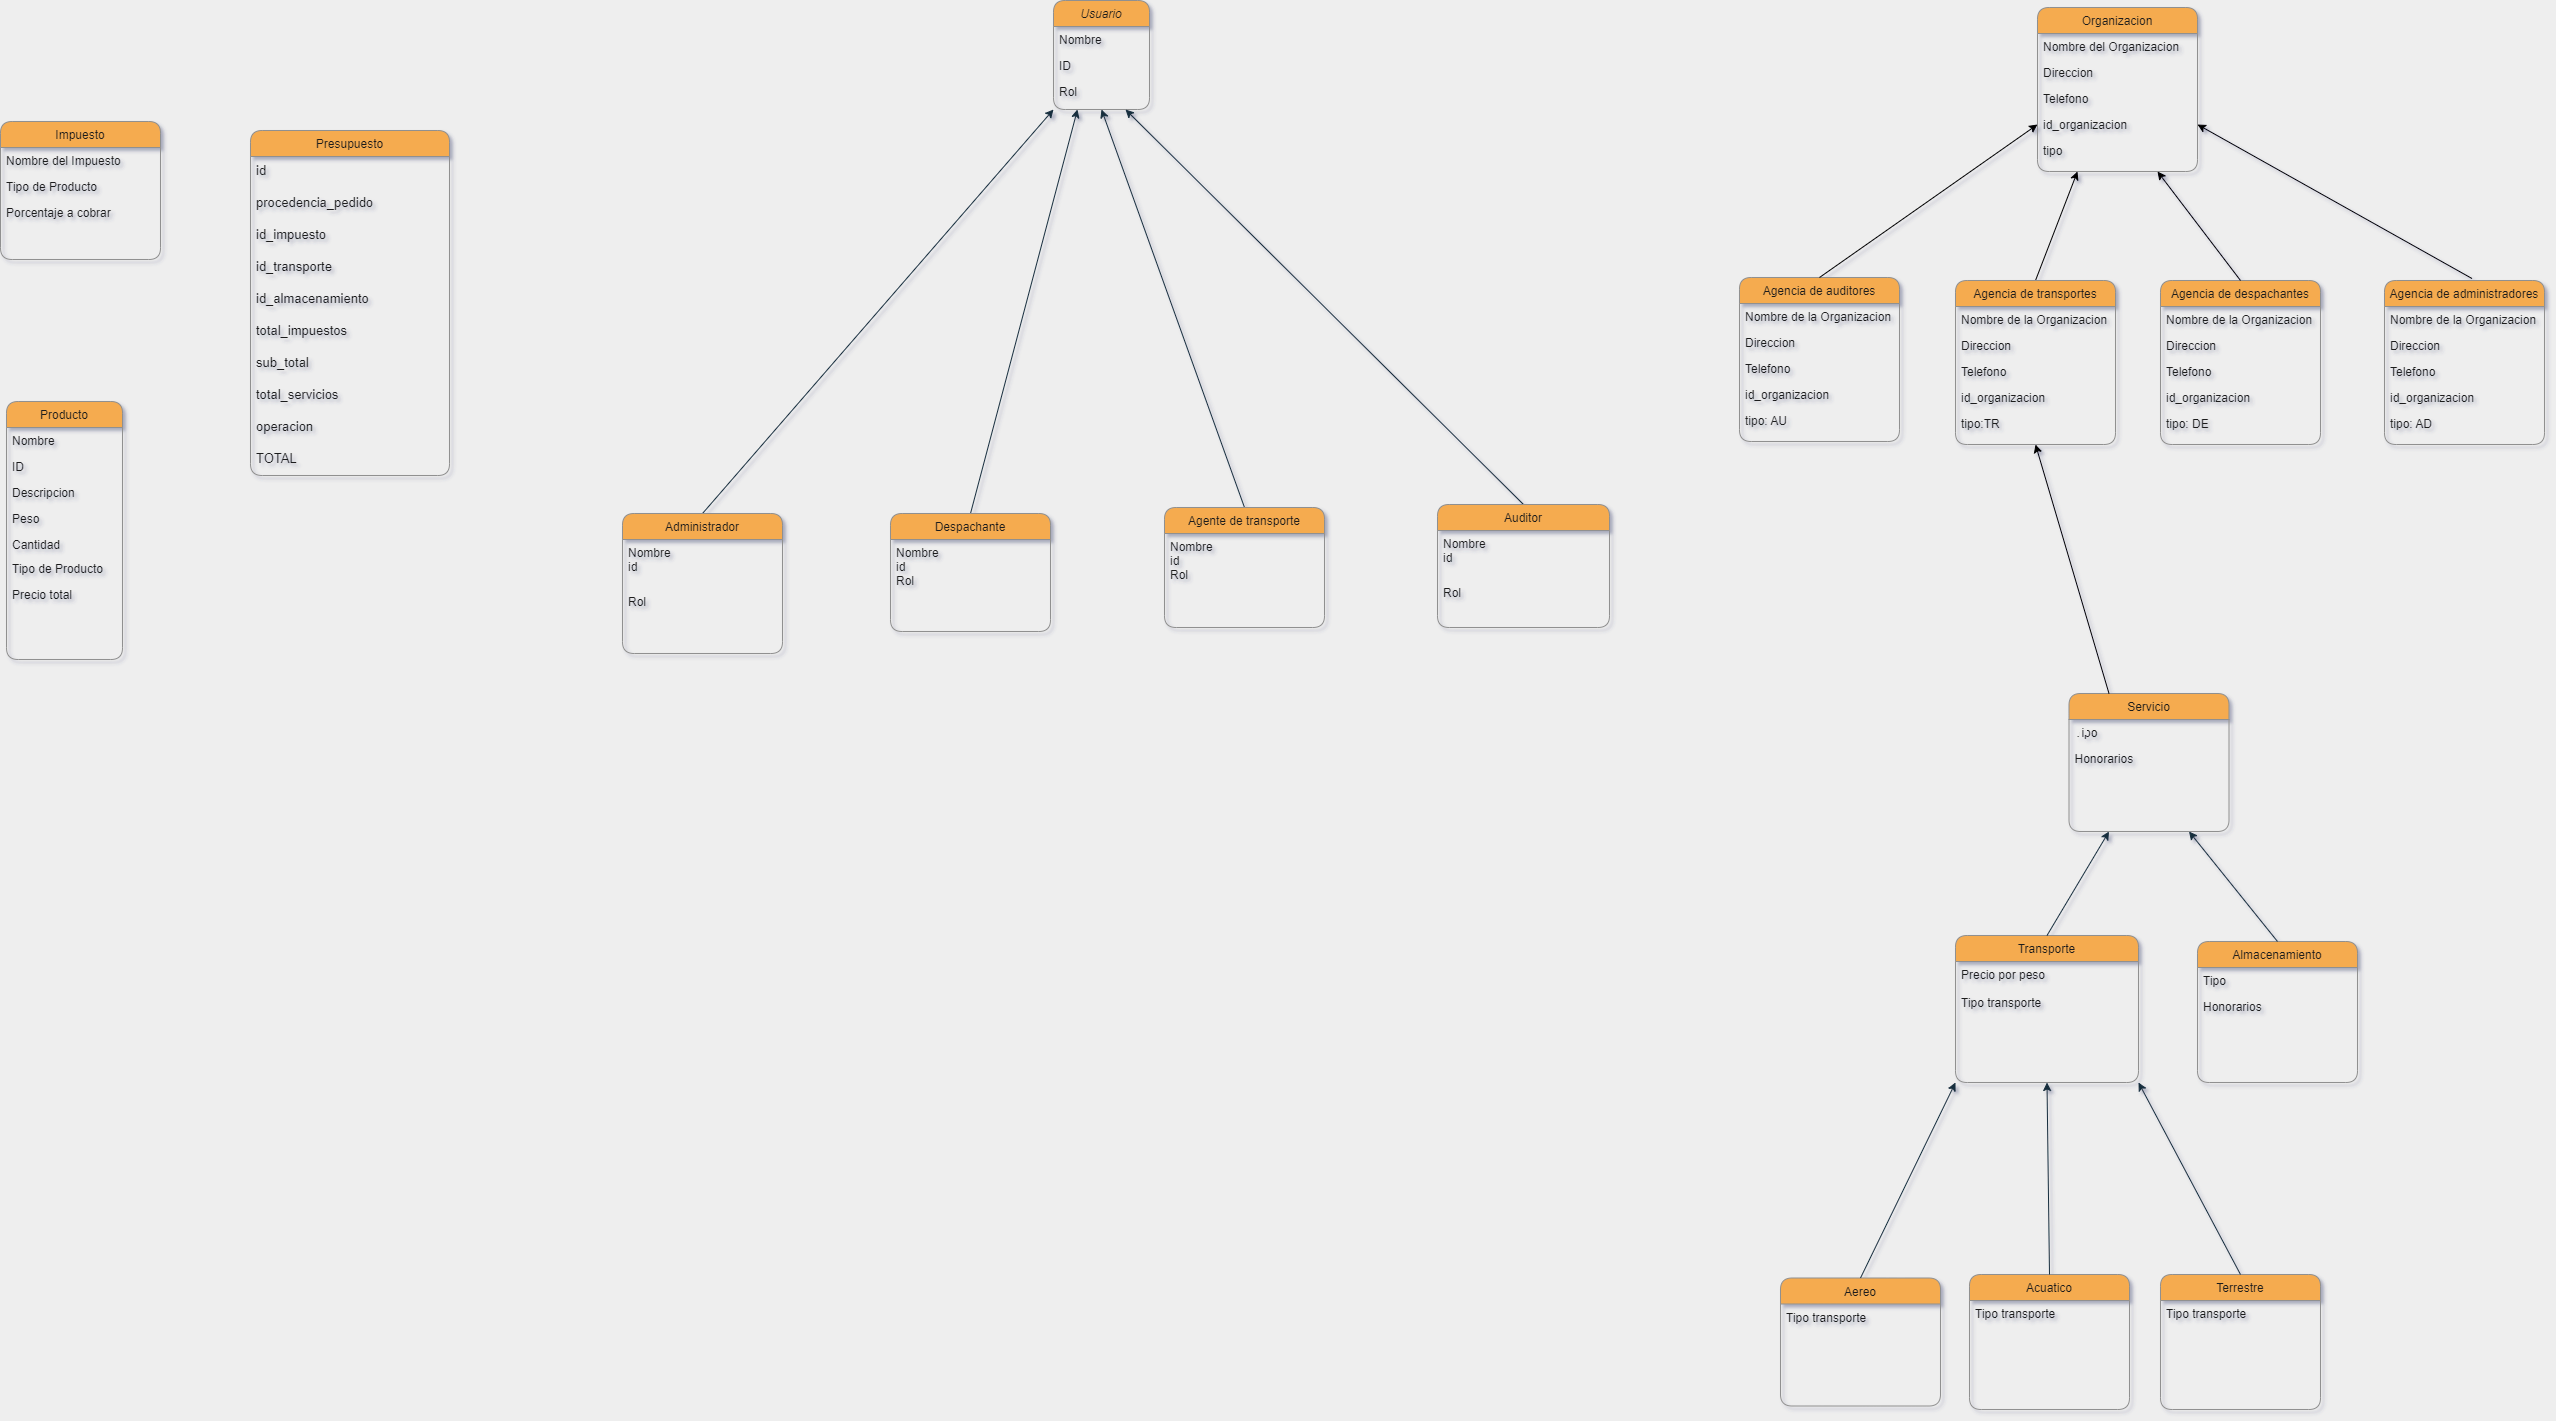 Usuario
Nombre
ID
Rol
Organizacion
Nombre del Organizacion
Direccion
Telefono
id_organizacion
tipo
Impuesto
Nombre del Impuesto
Tipo de Producto
Porcentaje a cobrar
Presupuesto
id
procedencia_pedido
id_impuesto
id_transporte
id_almacenamiento
total_impuestos
sub_total
total_servicios
operacion
TOTAL
Agencia de auditores
Nombre de la Organizacion
Direccion
Telefono
id_organizacion
tipo: AU
Agencia de transportes
Nombre de la Organizacion
Direccion
Telefono
id_organizacion
tipo:TR
Agencia de despachantes
Nombre de la Organizacion
Direccion
Telefono
id_organizacion
tipo: DE
Agencia de administradores
Nombre de la Organizacion
Direccion
Telefono
id_organizacion
tipo: AD
Producto
Nombre
ID
Descripcion
Peso
Cantidad
Tipo de Producto
Precio total
Administrador
Nombre
id
Rol
Despachante
Nombre
id
Rol
Agente de transporte
Nombre
id
Rol
Auditor
Nombre
id
Rol
Servicio
Honorarios
Transporte
Precio por peso
Tipo transporte
Almacenamiento
Tipo
Honorarios
Aereo
Tipo transporte
Acuatico
Tipo transporte
Terrestre
Tipo transporte